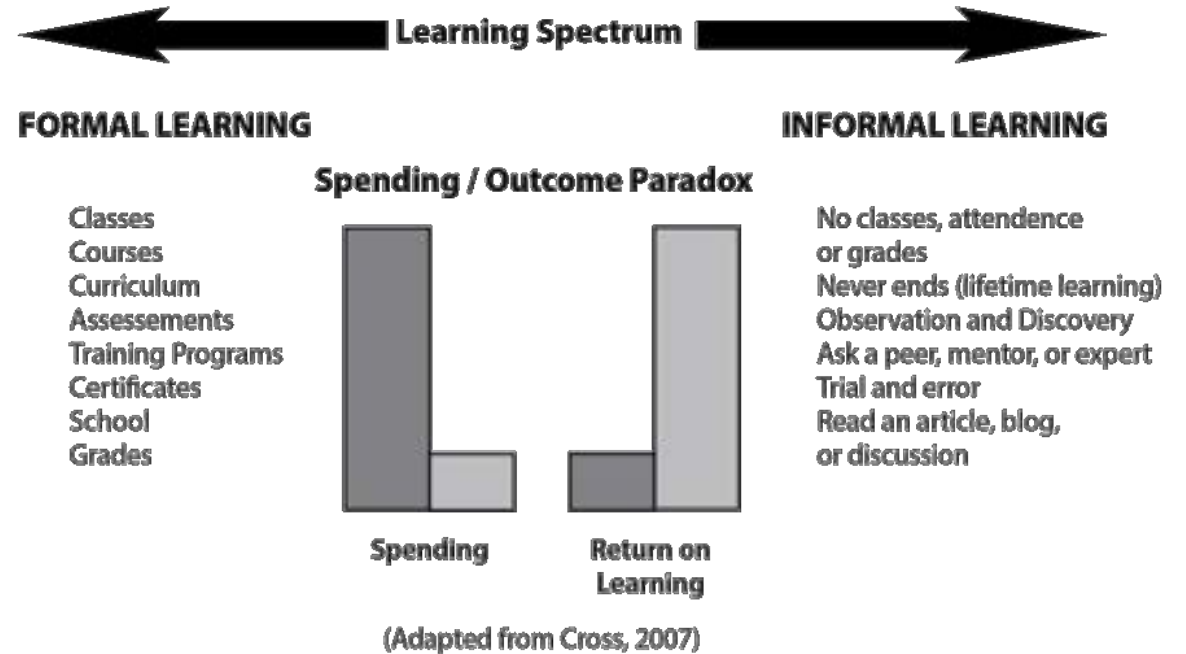 Learning Spectrum
FORMAL LEARNING
INFORMAL LEARNING
Spending / Outcome Paradox
Classes
Courses
Curriculum
Assessements
Training Programs
Certificates
School
Grades
No classes, attendence
or grades
Never ends (lifetime learning)
Observation and Discovery
Ask a peer, mentor, or expert
Trial and error
Read an article, blog,
or discussion
Spending
Return on
Learning
(Adapted from Cross, 2007)